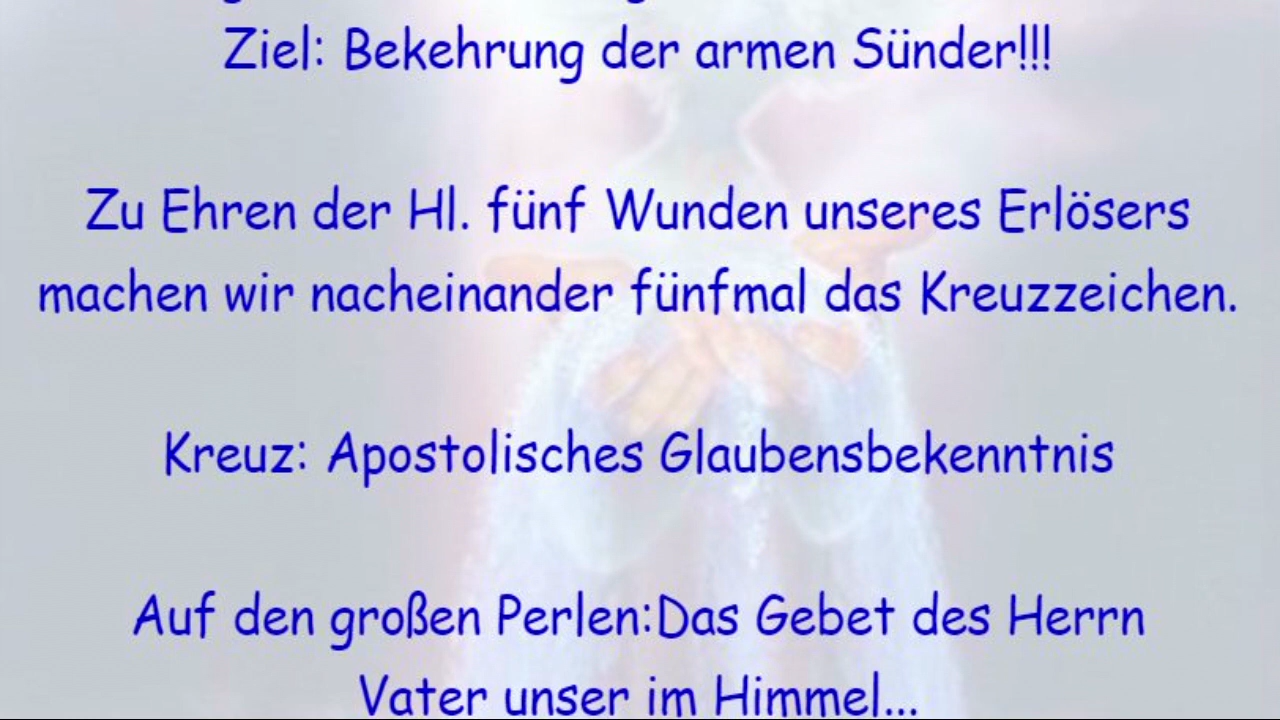 Ziel: Bekehrung der armen Sünder!!!
Zu Ehren der Hl. fünf Wunden unseres Erlösers
machen wir nacheinander fünfmal das Kreuzzeichen.
Kreuz: Apostolisches Glaubensbekenntnis
Auf den großen Perlen:Das Gebet des Herrn
Vater unser im Himmel...